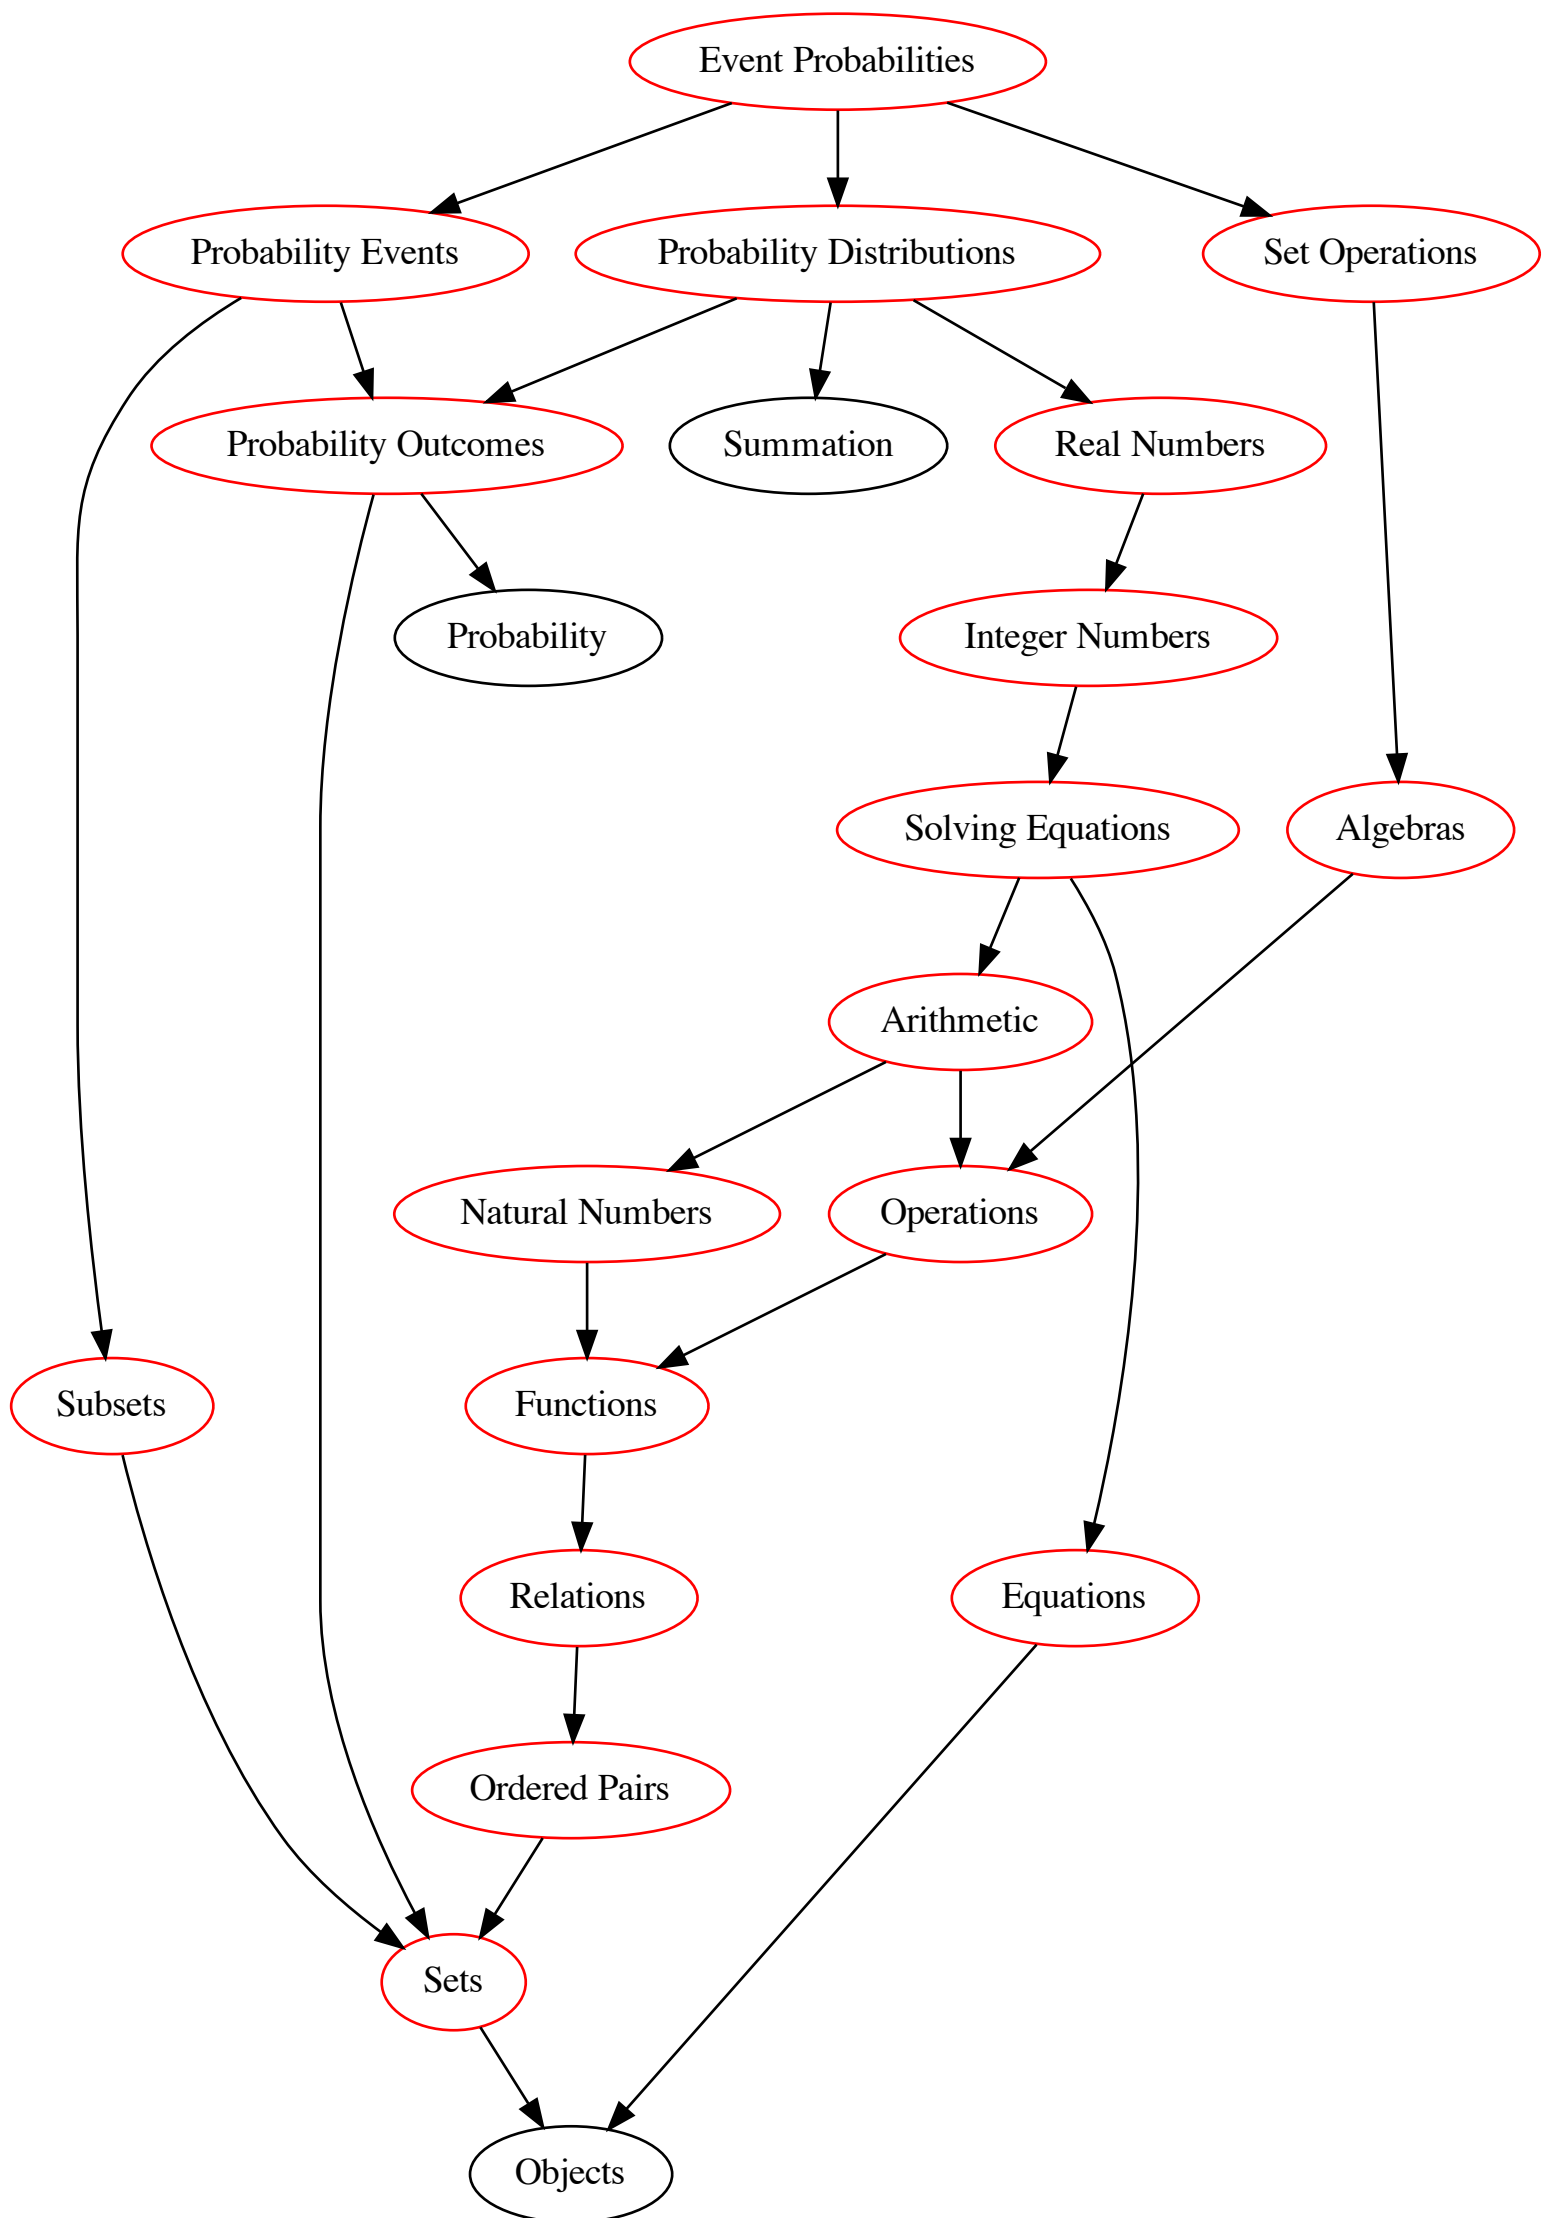 Event Probabilities
Probability Events
Probability Distributions
Set Operations
Probability Outcomes
Summation
Real Numbers
Probability
Integer Numbers
Solving Equations
Algebras
Arithmetic
Natural Numbers
Operations
Subsets
Functions
Relations
Equations
Ordered Pairs
Sets
Objects